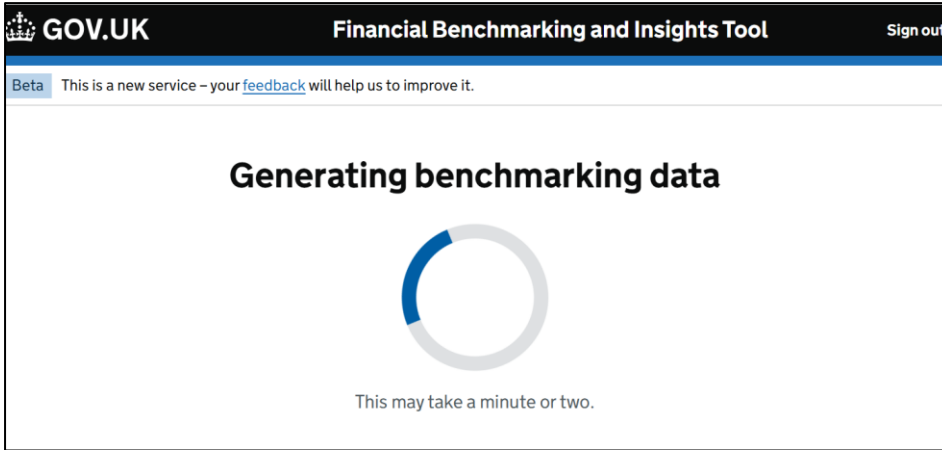 GOV.UK Financial Benchmarking and Insights Tool Sign out
Beta This is a new service – your feedback will help us to improve it.
Generating benchmarking data
This may take a minute or two.